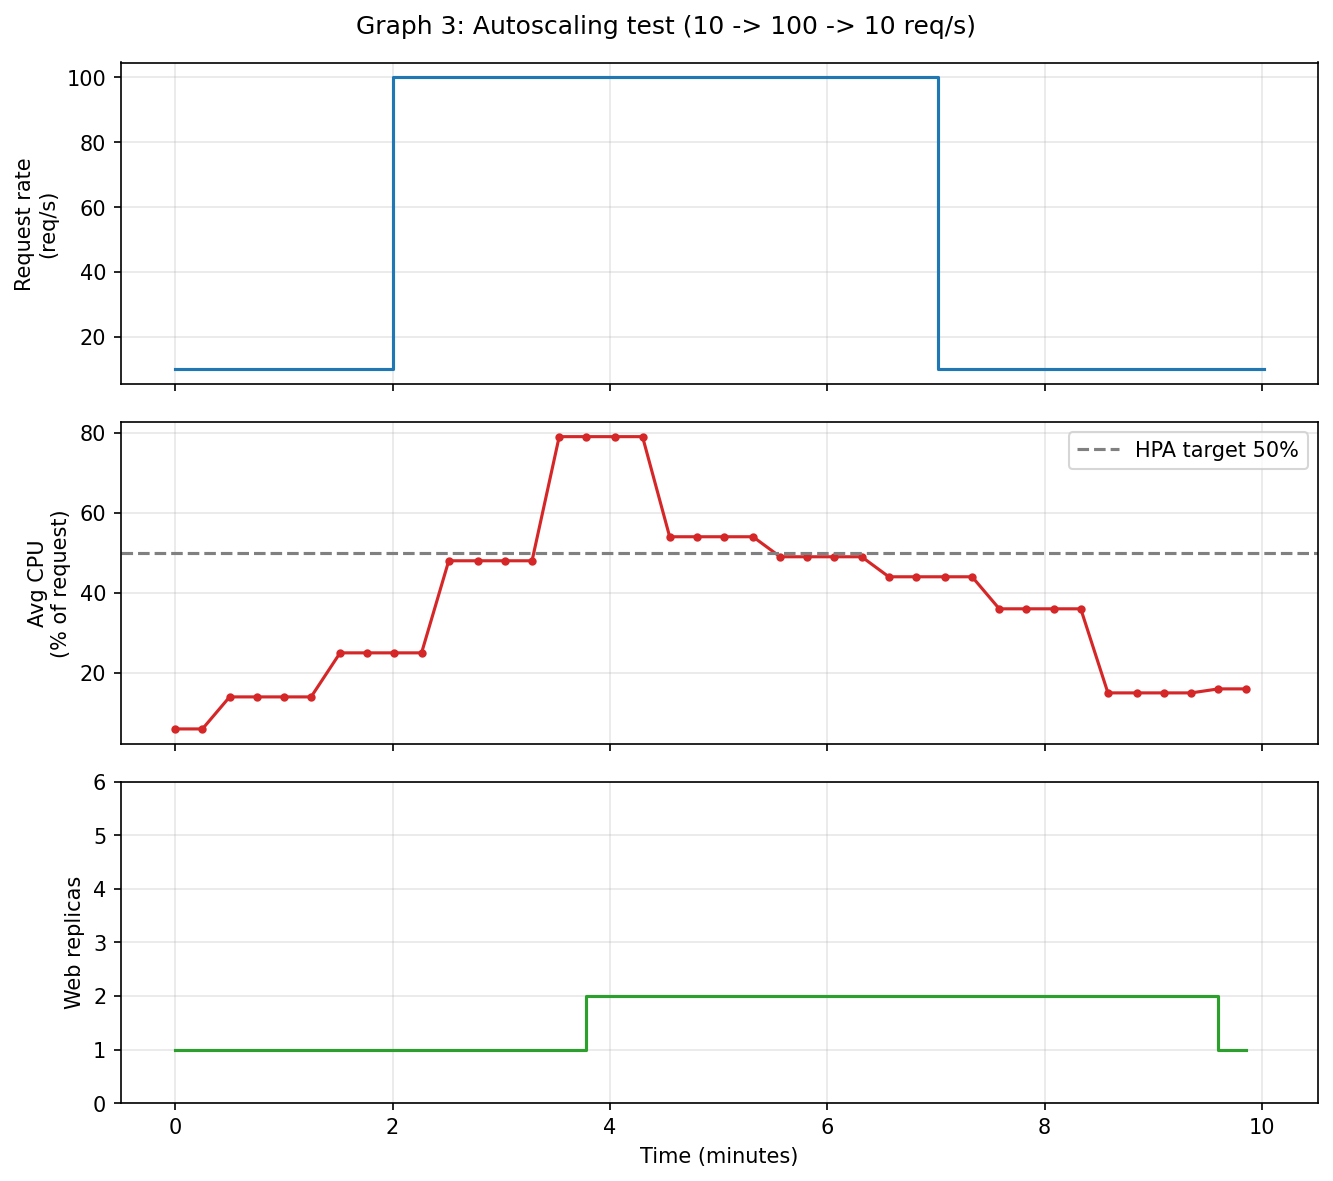 Graph 3: Autoscaling test (10 -> 100 -> 10 req/s)
Request rate
(req/s)
100
80
60
40
20
Avg CPU
(% of request)
80
60
40
20
HPA target 50%
Web replicas
6
5
4
3
2
1
0
0 2 4 6 8 10
Time (minutes)